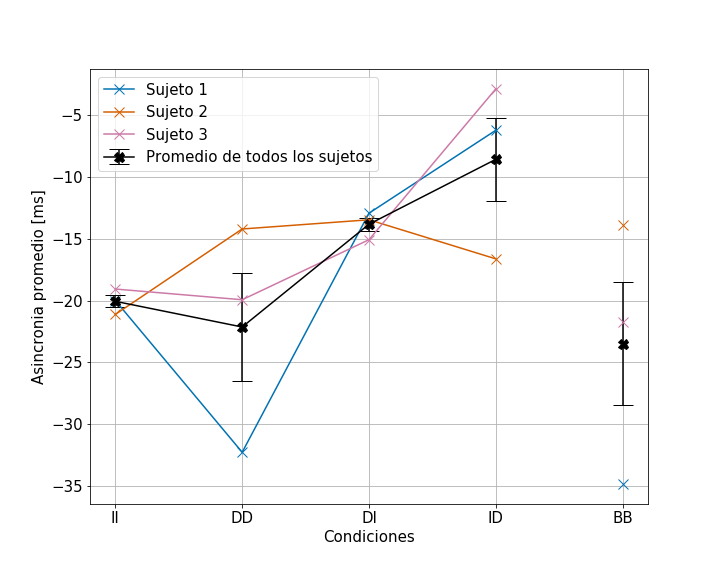 Sujeto 1
Sujeto 2
Sujeto 3
Promedio de todos los sujetos
−5
−10
−15
−20
−25
−30
−35
Asincronia promedio [ms]
II DD DI ID BB
Condiciones